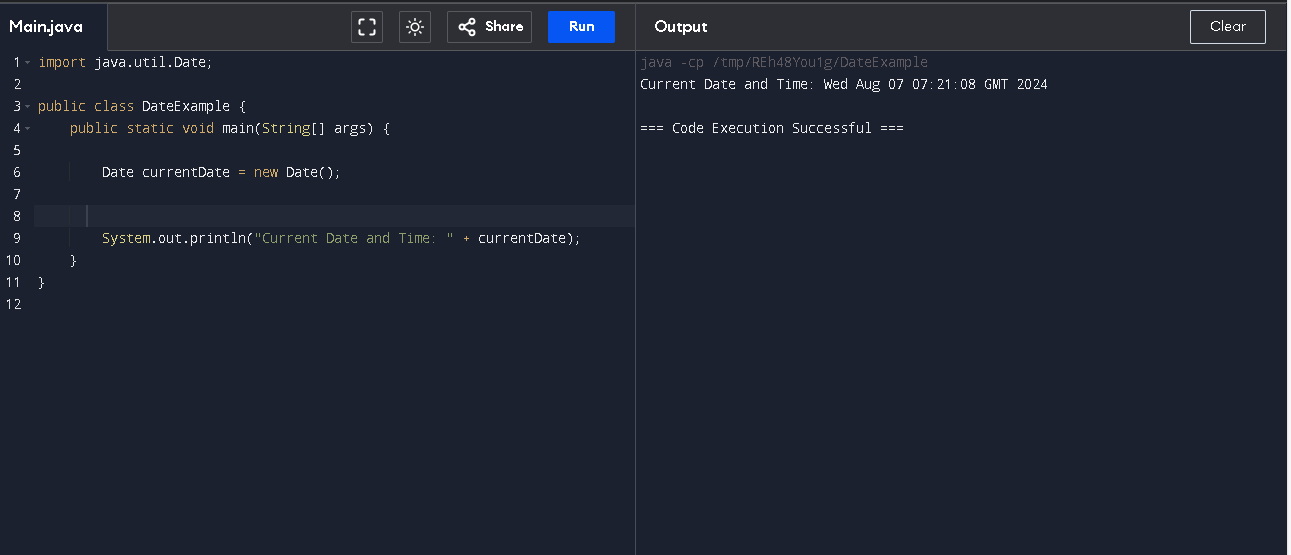 Main.java Share Run Output Clear
1 import java.util.Date;
2
3 public class DateExample {
4 public static void main(String[] args) {
5
6 Date currentDate = new Date();
7
8
9 System.out.println("Current Date and Time: " + currentDate);
10 }
11 }
12
java -cp /tmp/REh48You1g/DateExample
Current Date and Time: Wed Aug 07 07:21:08 GMT 2024
=== Code Execution Successful ===